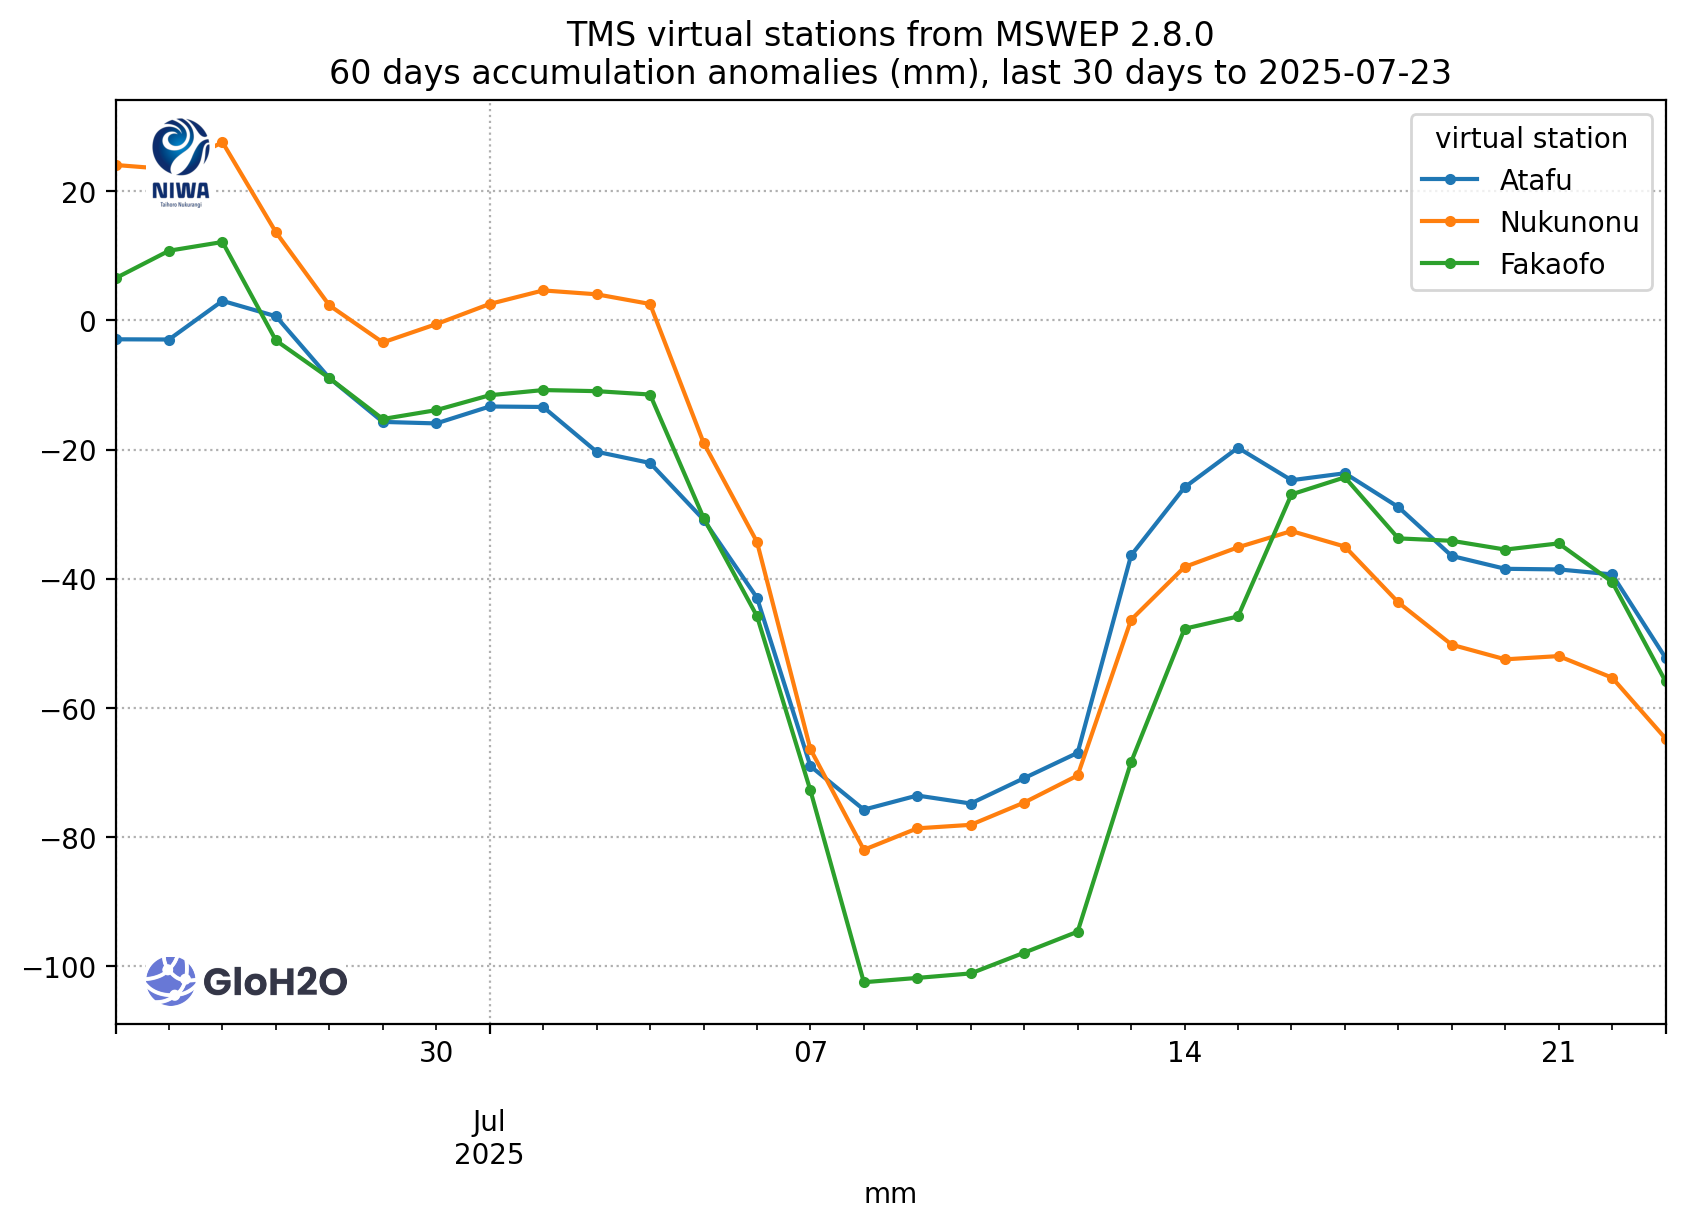 TMS virtual stations from MSWEP 2.8.0
60 days accumulation anomalies (mm), last 30 days to 2025-07-23
NIWA
Taihoro Nukurangi
virtual station
Atafu
Nukunonu
Fakaofo
20
0
−20
−40
−60
−80
−100
GloH2O
30
07
14
21
Jul
2025
mm